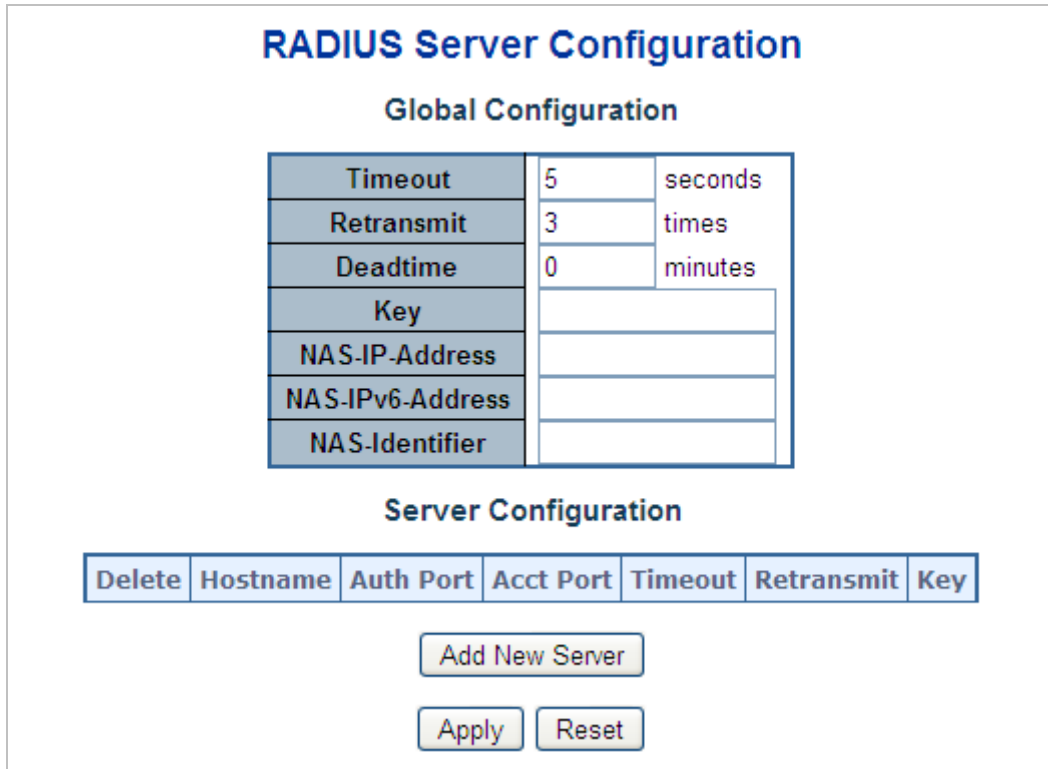 RADIUS Server Configuration
Global Configuration
Timeout 5 seconds
Retransmit 3 times
Deadtime 0 minutes
Key
NAS-IP-Address
NAS-IPv6-Address
NAS-Identifier
Server Configuration
Delete Hostname Auth Port Acct Port Timeout Retransmit Key
Add New Server
Apply Reset